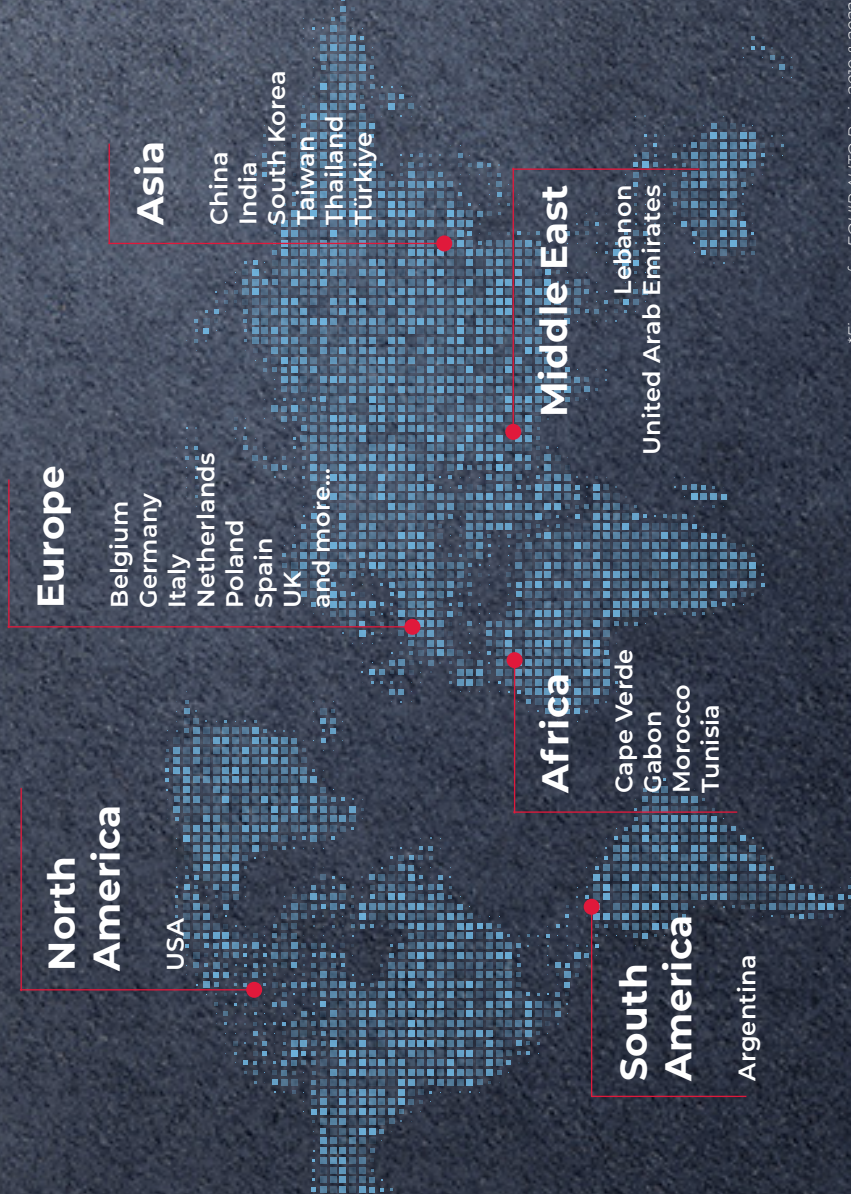 North
America
USA
Europe
Belgium
Germany
Italy
Netherlands
Poland
Spain
UK
and more...
Asia
China
India
South Korea
Taiwan
Thailand
Türkiye
South
America
Argentina
Africa
Cape Verde
Gabon
Morocco
Tunisia
Middle East
Lebanon
United Arab Emirates